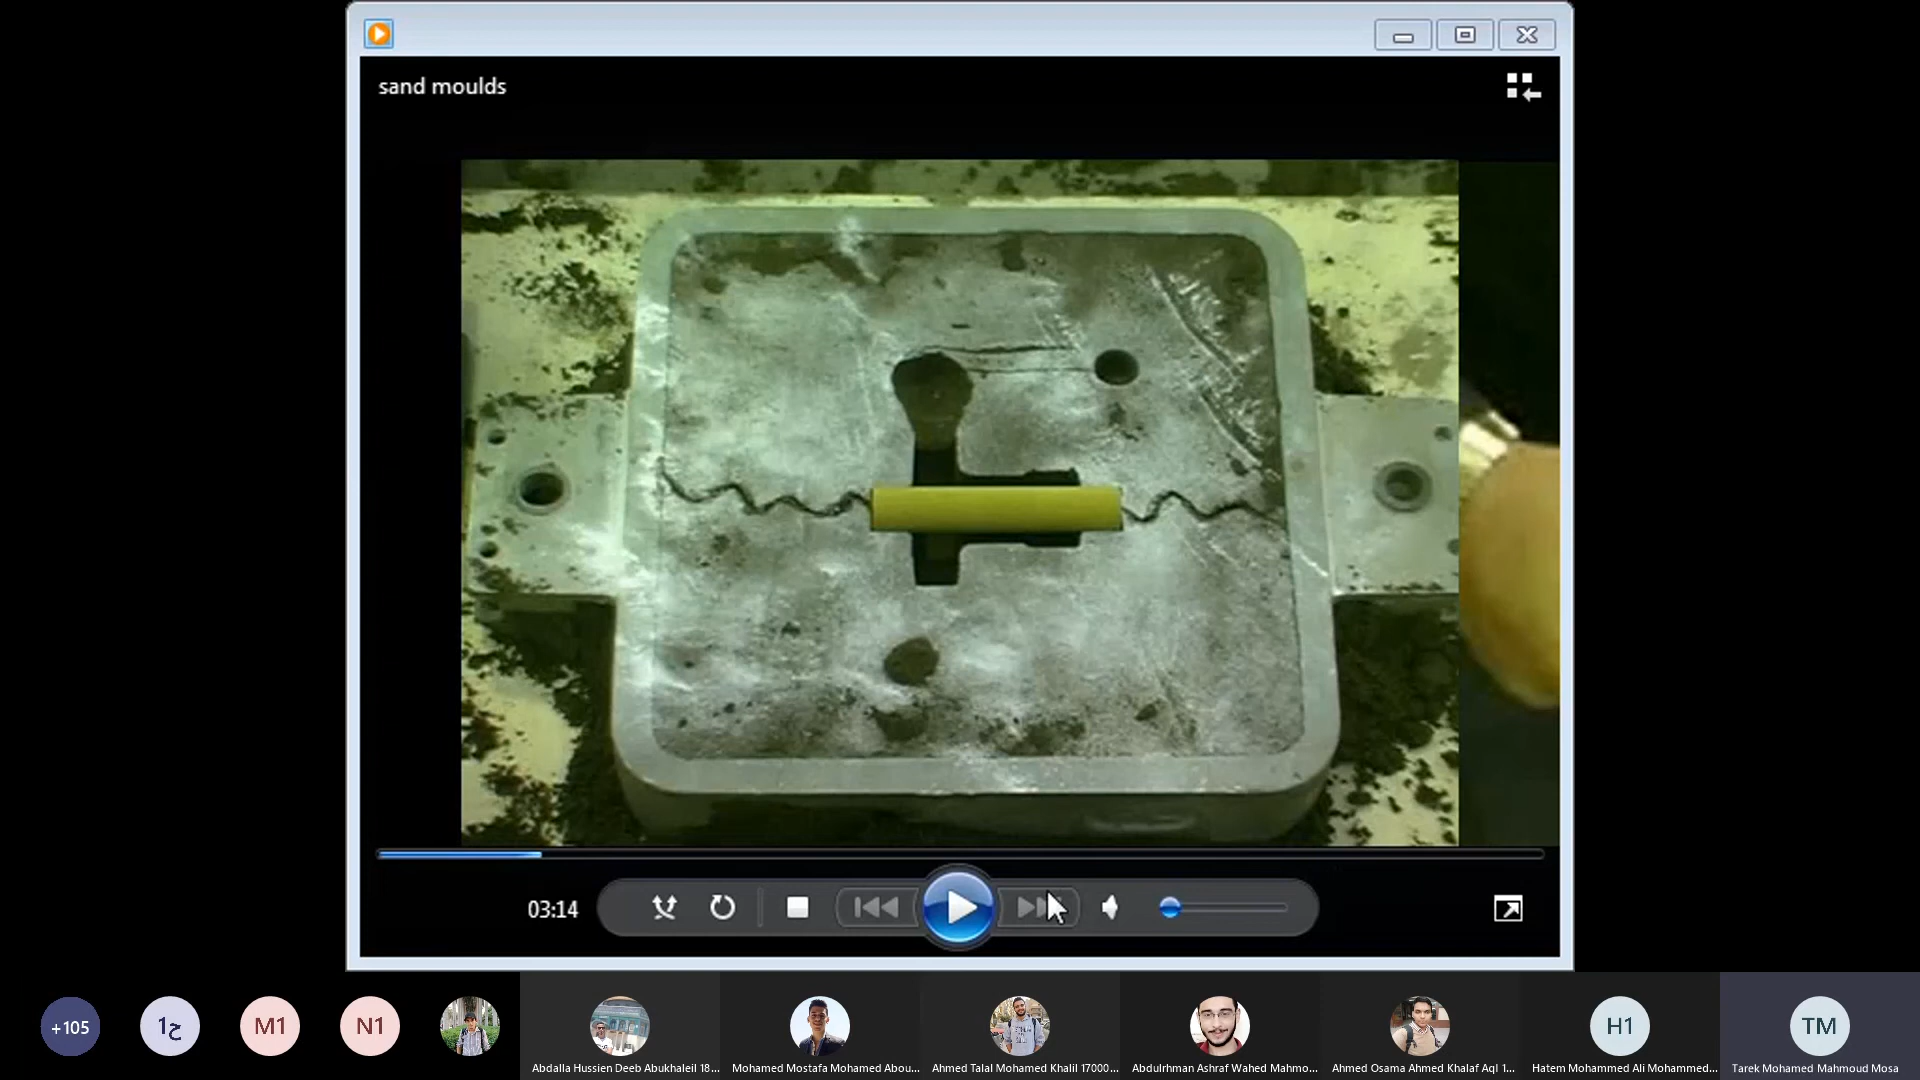 sand moulds
03:14
+105
ح1
M1
N1
H1
TM
Abdalla Hussien Deeb Abukhaleil 18...
Mohamed Mostafa Mohamed Abou...
Ahmed Talal Mohamed Khalil 17000...
Abdulrhman Ashraf Wahed Mahmo...
Ahmed Osama Ahmed Khalaf Aql 1...
Hatem Mohammed Ali Mohammed...
Tarek Mohamed Mahmoud Mosa